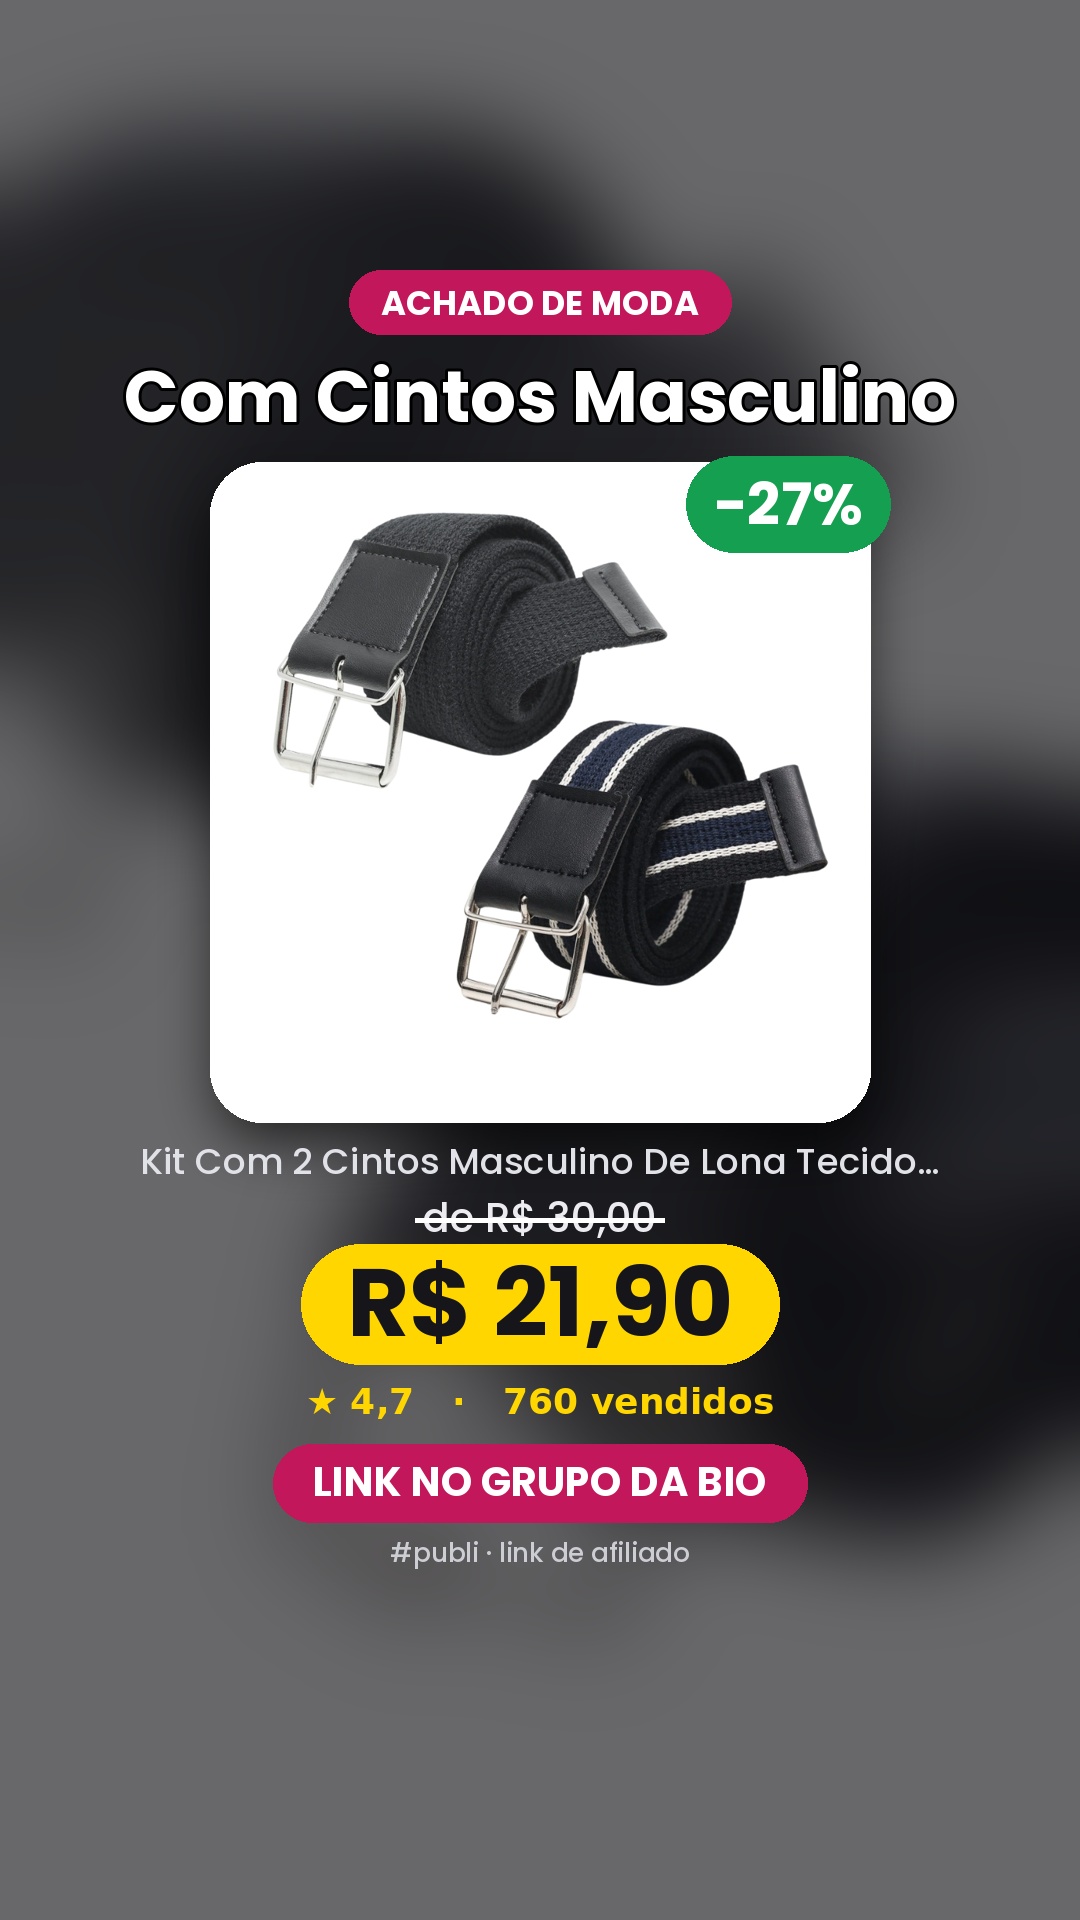 ACHADO DE MODA
Com Cintos Masculino
-27%
Kit Com 2 Cintos Masculino De Lona Tecido...
de R$ 30,00
R$ 21,90
★ 4,7 · 760 vendidos
LINK NO GRUPO DA BIO
#publi · link de afiliado